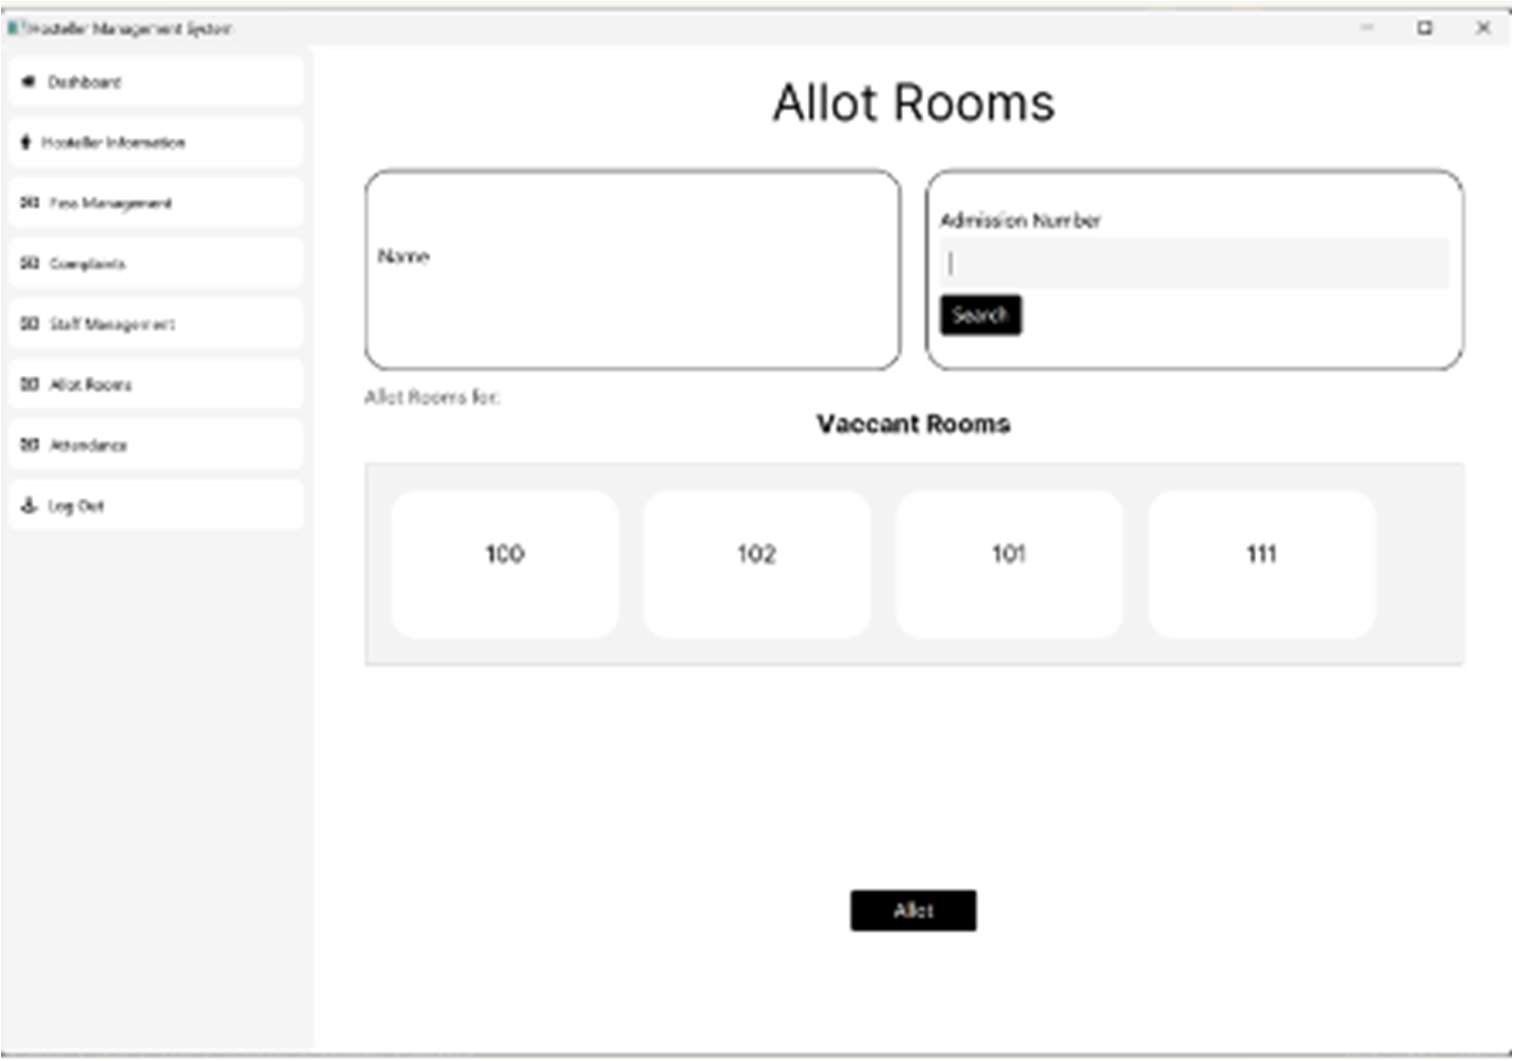 Hosteller Management System
Dashboard
Hosteller Information
Fess Management
Complaints
Staff Management
Allot Rooms
Attendance
Log Out
Allot Rooms
Name
Admission Number
Search
Allot Rooms for:
Vaccant Rooms
100
102
101
111
Allot